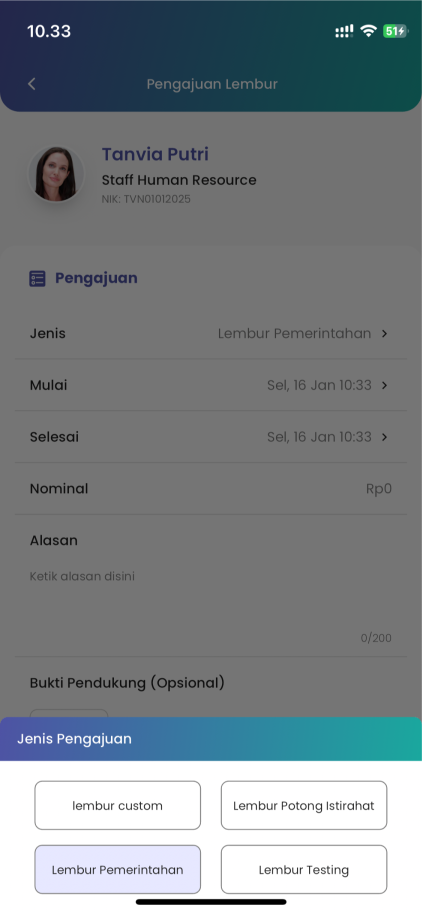 10.33
51
Pengajuan Lembur
Tanvia Putri
Staff Human Resource
NIK: TVN01012025
Pengajuan
Jenis Lembur Pemerintahan
Mulai Sel, 16 Jan 10:33
Selesai Sel, 16 Jan 10:33
Nominal Rp0
Alasan
Ketik alasan disini
0/200
Bukti Pendukung (Opsional)
Jenis Pengajuan
lembur custom Lembur Potong Istirahat
Lembur Pemerintahan Lembur Testing